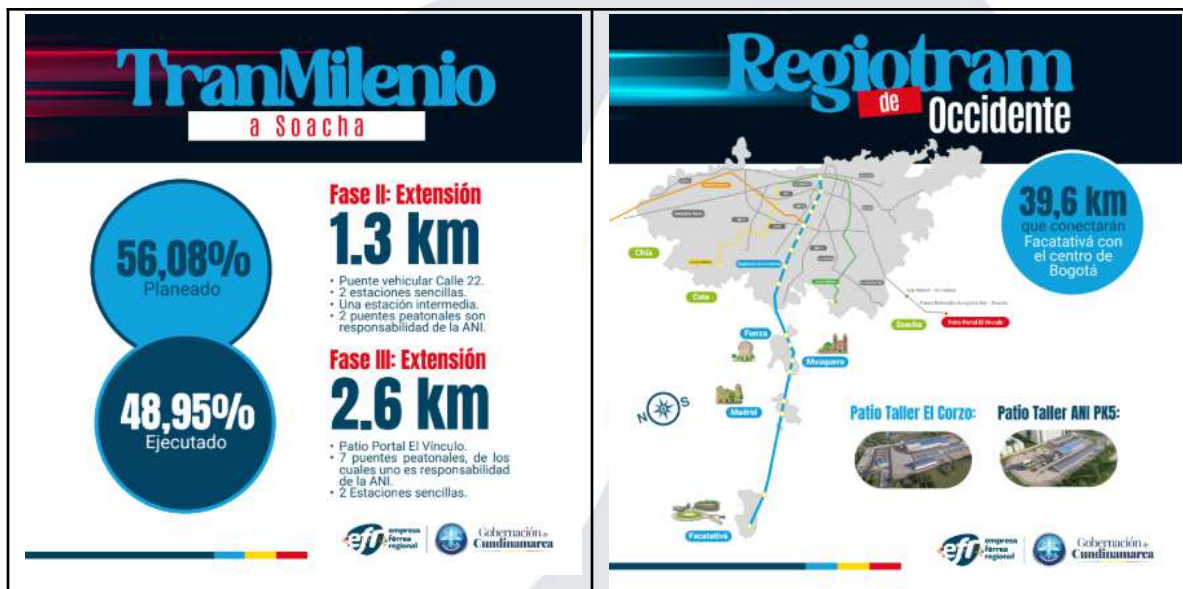 TranMilenio
a Soacha
56,08%
Planeado
48,95%
Ejecutado
Fase II: Extensión
1.3 km
• Puente vehicular Calle 22.
• 2 estaciones sencillas.
• Una estación intermedia.
• 2 puentes peatonales son
responsabilidad de la ANI.
Fase III: Extensión
2.6 km
• Patio Portal El Vínculo.
• 7 puentes peatonales, de los
cuales uno es responsabilidad
de la ANI.
• 2 Estaciones sencillas.
efr empresa
férrea
regional
Gobernación de
Cundinamarca
Regiotram
de
Occidente
39,6 km
que conectarán
Facatativá con
el centro de
Bogotá
Chía
Cota
Soacha
Patio Portal El Vínculo
Funza
Mosquera
N
S
Madrid
Facatativá
Patio Taller El Corzo:
Patio Taller ANI PK5:
efr empresa
férrea
regional
Gobernación de
Cundinamarca